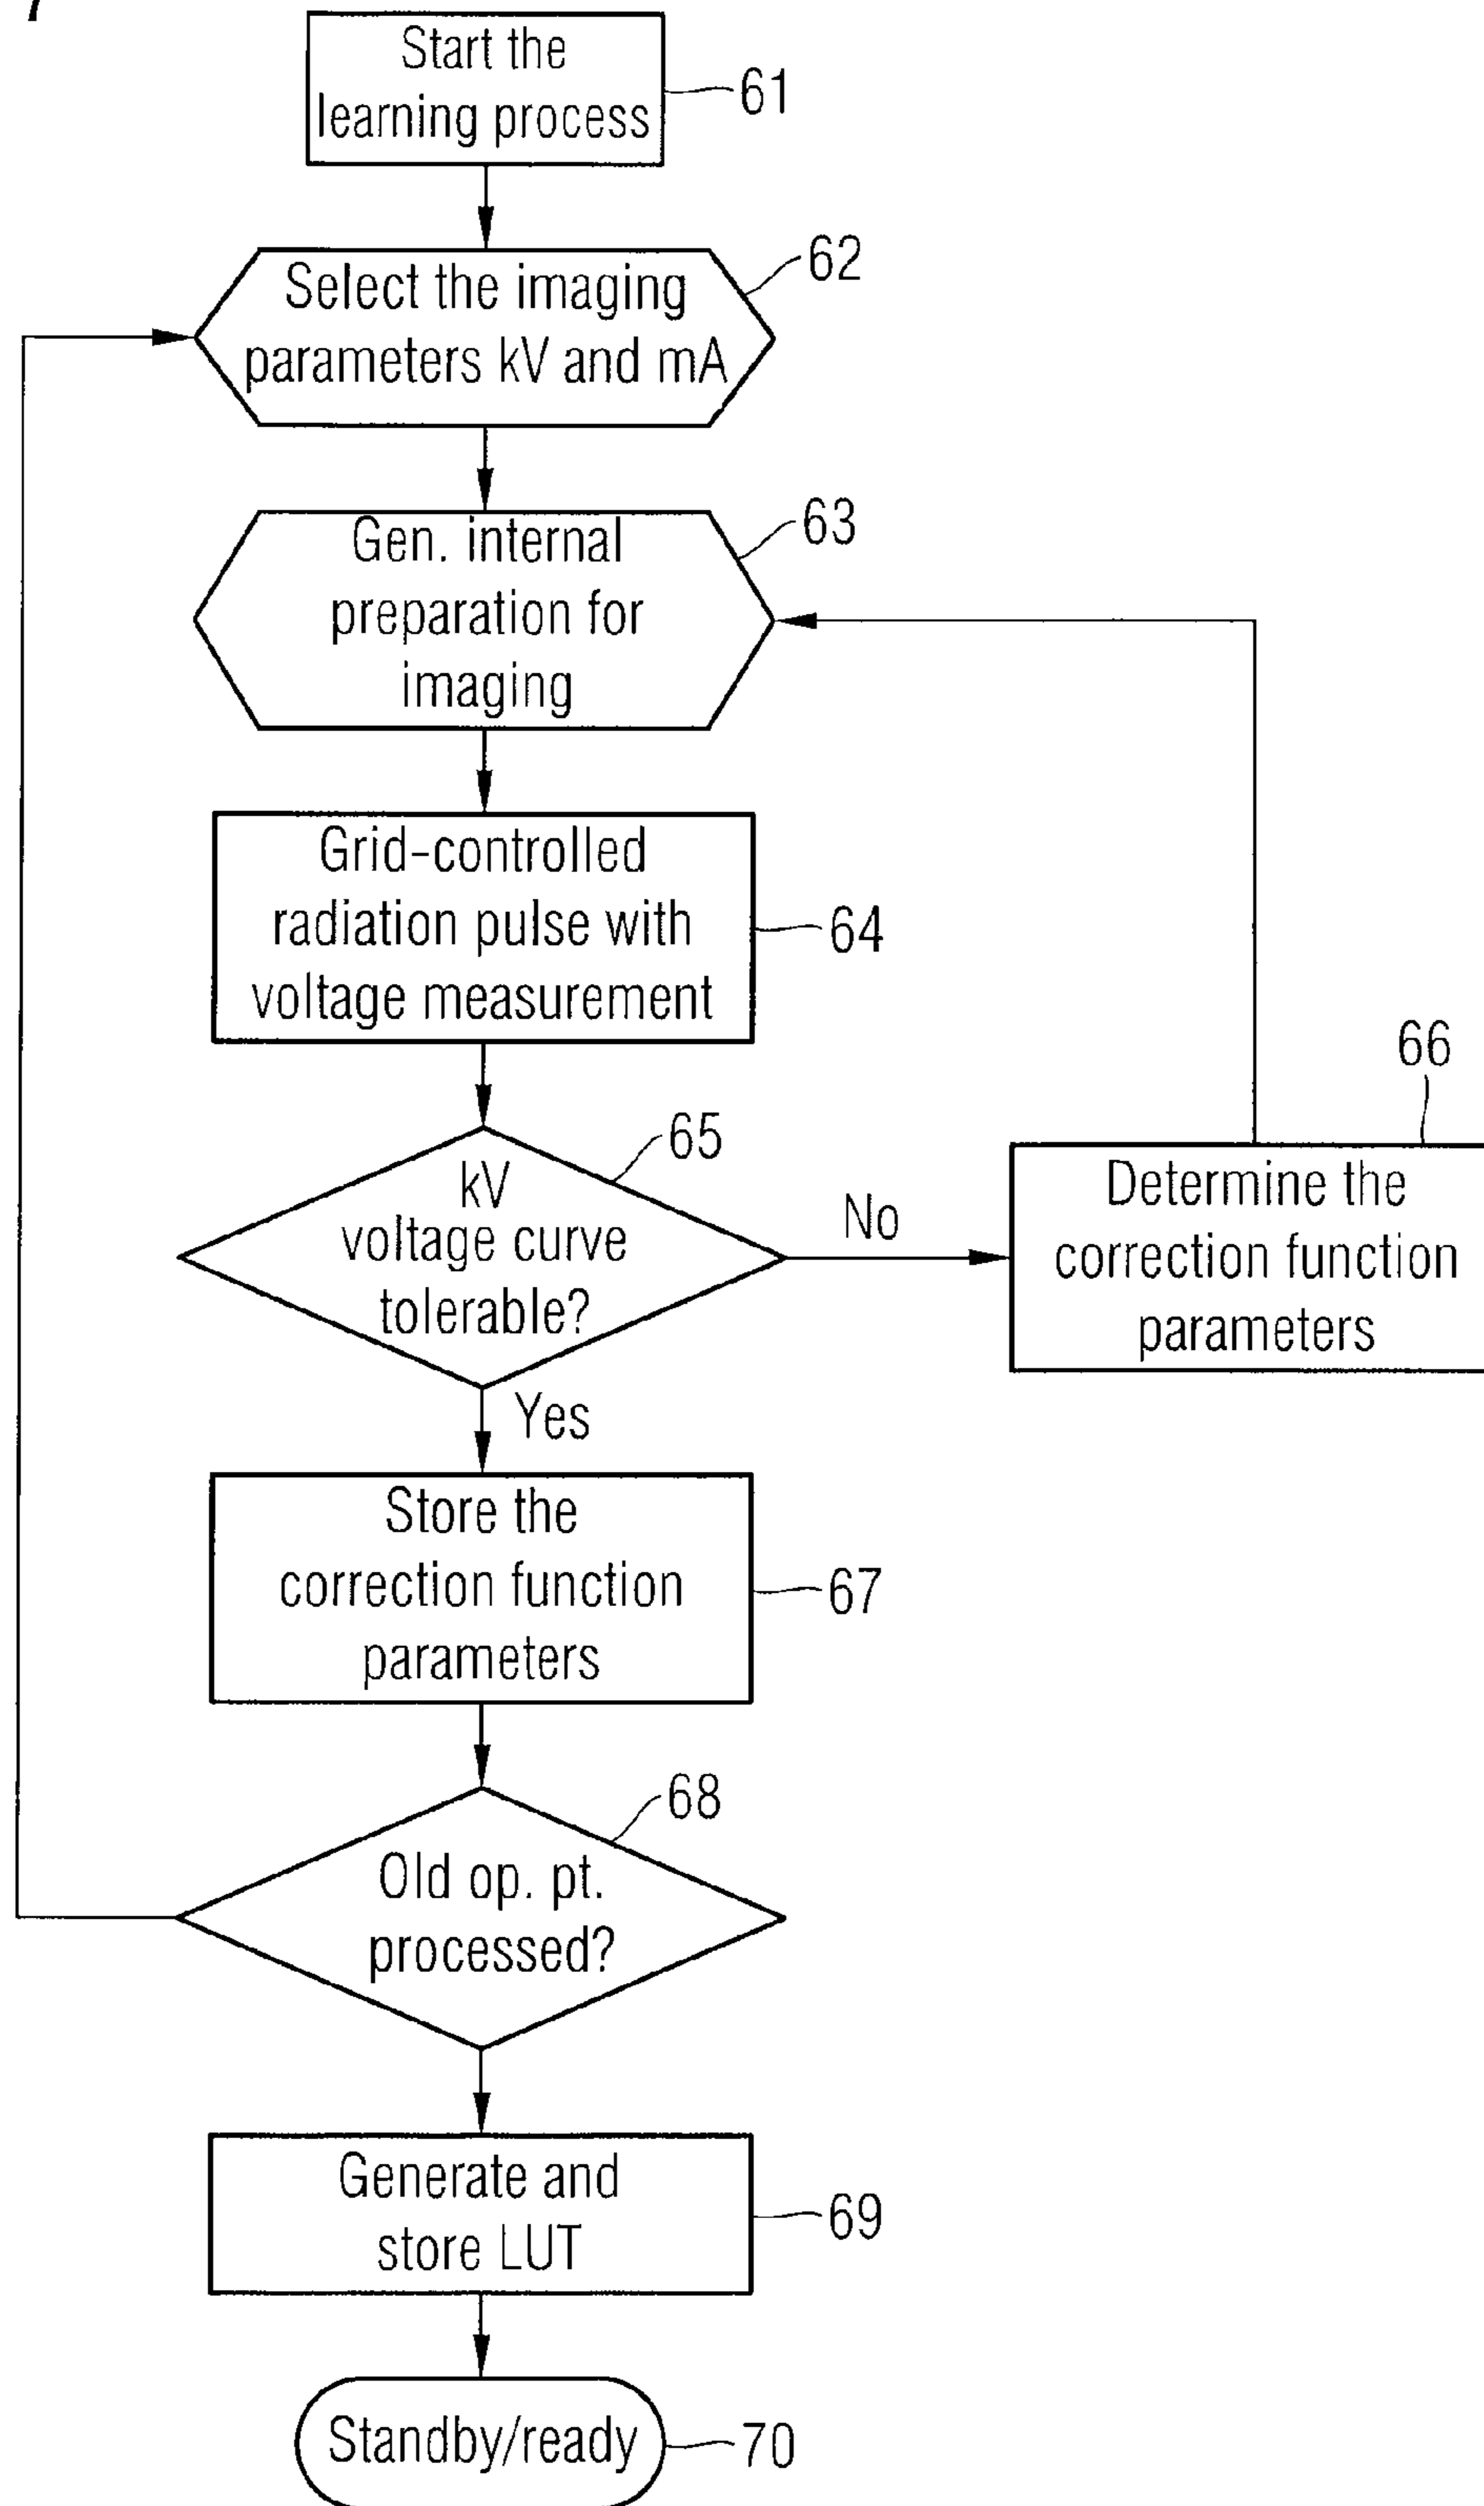 7
Start the
learning process
61
Select the imaging
parameters kV and mA
62
Gen. internal
preparation for
imaging
63
Grid-controlled
radiation pulse with
voltage measurement
64
kV
voltage curve
tolerable?
65
No
66
Determine the
correction function
parameters
Yes
Store the
correction function
parameters
67
Old op. pt.
processed?
68
Generate and
store LUT
69
Standby/ready
70